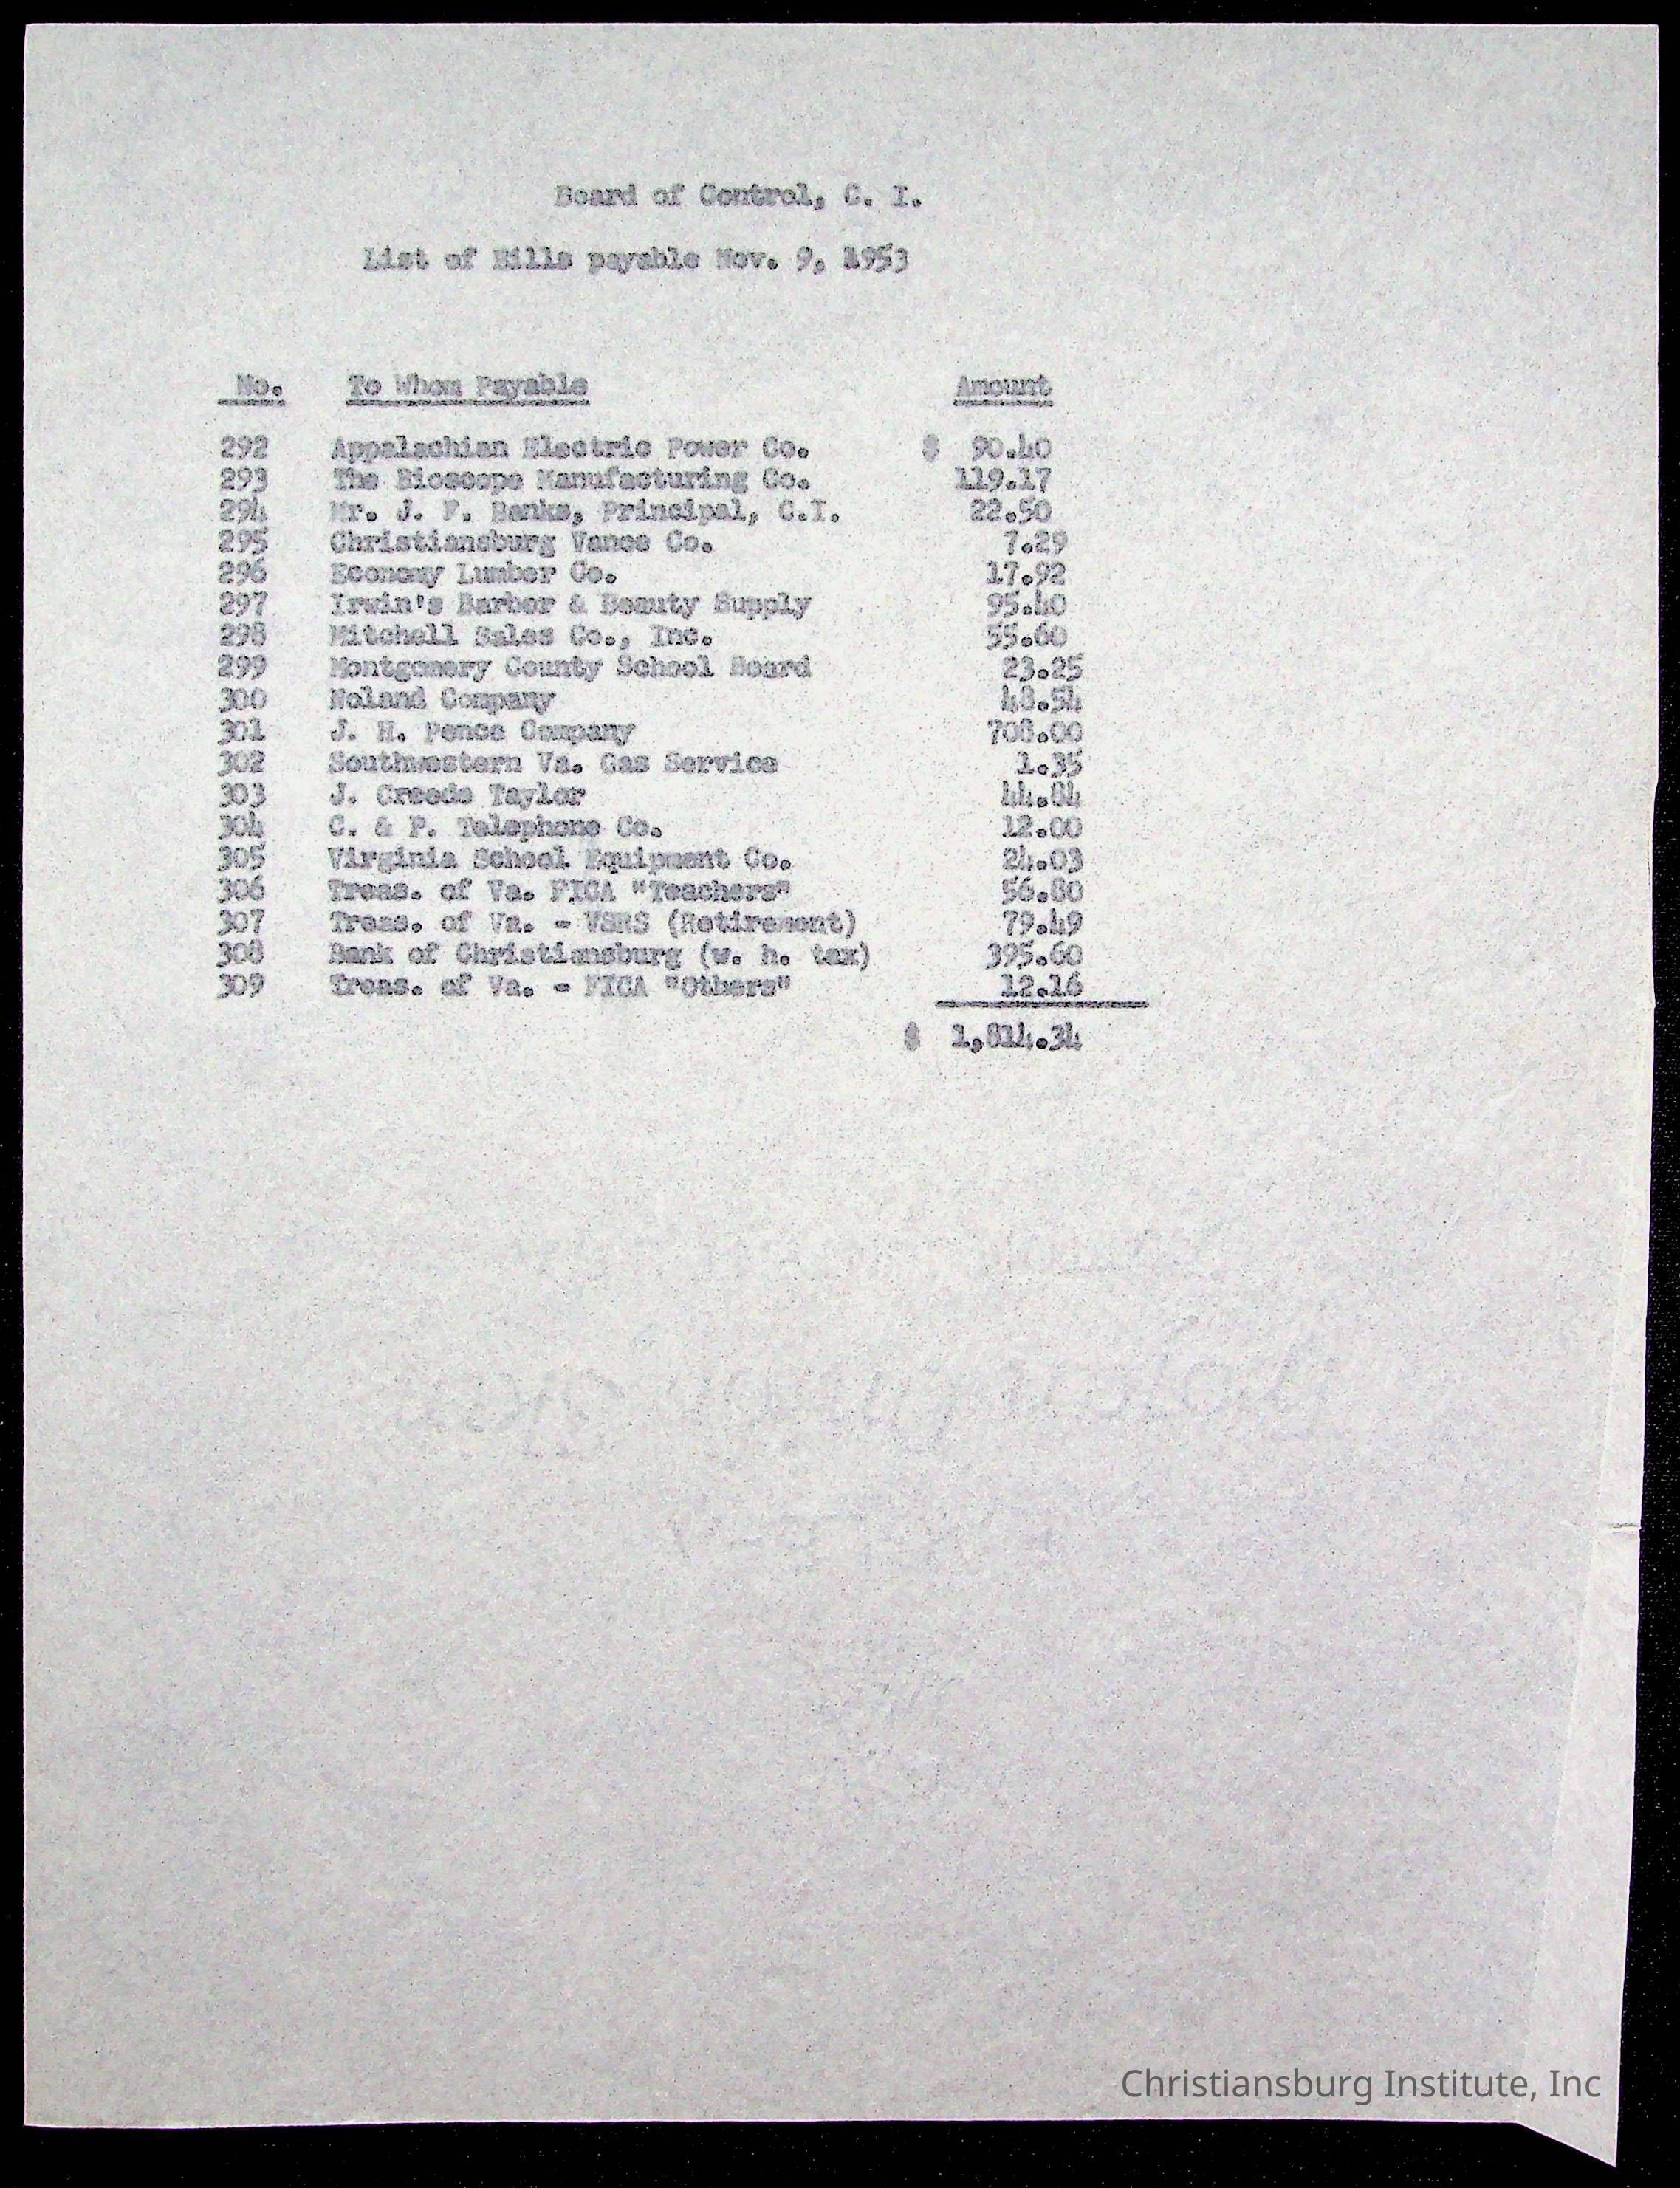 Board of Control, C. I.
List of Bills payable Nov. 9, 1953
No. To Whom Payable Amount
292 Appalachian Electric Power Co. $ 90.40
293 The Bioscope Manufacturing Co. 119.17
294 Mr. J. F. Banks, Principal, C.I. 22.50
295 Christiansburg Vance Co. 7.29
296 Economy Lumber Co. 17.92
297 Irwin's Barber & Beauty Supply 95.40
298 Mitchell Sales Co., Inc. 55.60
299 Montgomery County School Board 23.25
300 Noland Company 48.54
301 J. H. Pence Company 708.00
302 Southwestern Va. Gas Service 1.35
303 J. Creede Taylor 44.84
304 C. & P. Telephone Co. 12.00
305 Virginia School Equipment Co. 24.03
306 Treas. of Va. FICA "Teachers" 56.80
307 Treas. of Va. - VSRS (Retirement) 79.49
308 Bank of Christiansburg (w. h. tax) 395.60
309 Treas. of Va. - FICA "Others" 12.16
$ 1,814.34
Christiansburg Institute, Inc